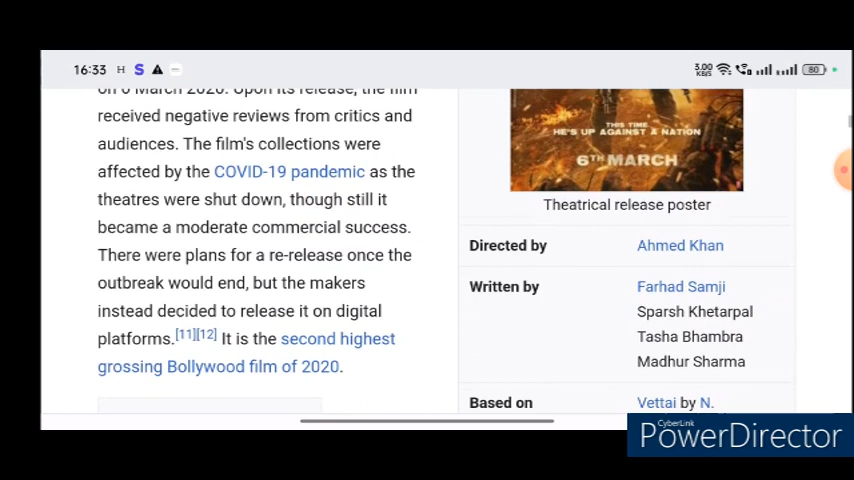 16:33 H S
3.00 KB/S 80
on 6 March 2020. Upon its release, the film
received negative reviews from critics and
audiences. The film's collections were
affected by the COVID-19 pandemic as the
theatres were shut down, though still it
became a moderate commercial success.
There were plans for a re-release once the
outbreak would end, but the makers
instead decided to release it on digital
platforms.[11][12] It is the second highest
grossing Bollywood film of 2020.
THIS TIME
HE'S UP AGAINST A NATION
6TH MARCH
Theatrical release poster
Directed by Ahmed Khan
Written by Farhad Samji
Sparsh Khetarpal
Tasha Bhambra
Madhur Sharma
Based on Vettai by N.
CyberLink
PowerDirector